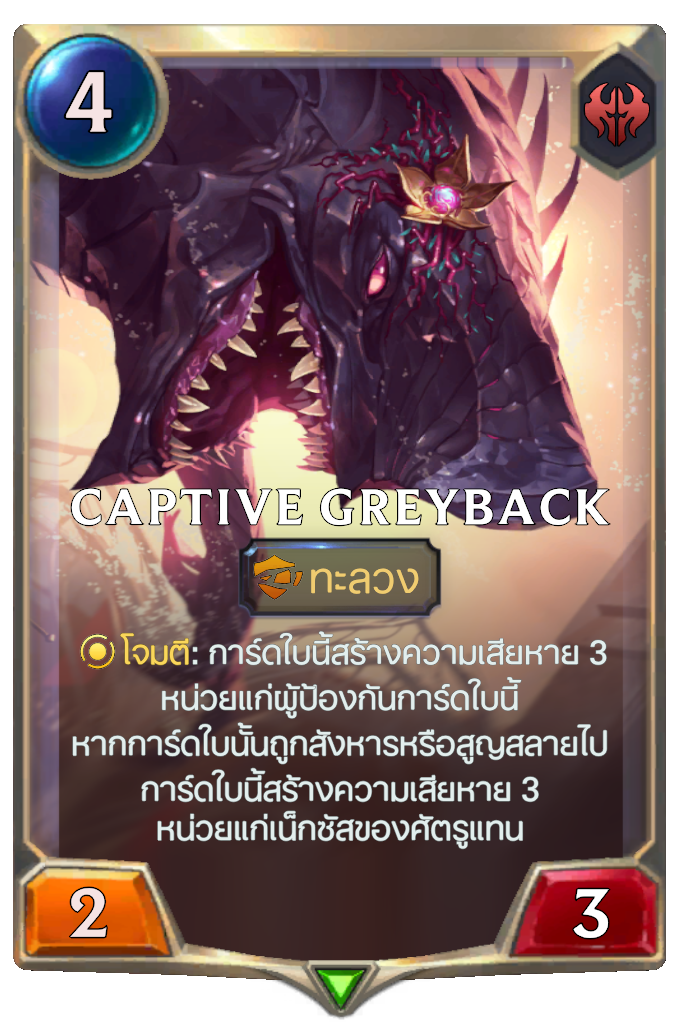 4
CAPTIVE GREYBACK
ทะลวง
โจมตี: การ์ดใบนี้สร้างความเสียหาย 3
หน่วยแก่ผู้ป้องกันการ์ดใบนี้
หากการ์ดใบนั้นถูกสังหารหรือสูญสลายไป
การ์ดใบนี้สร้างความเสียหาย 3
หน่วยแก่เน็กซัสของศัตรูแทน
2
3